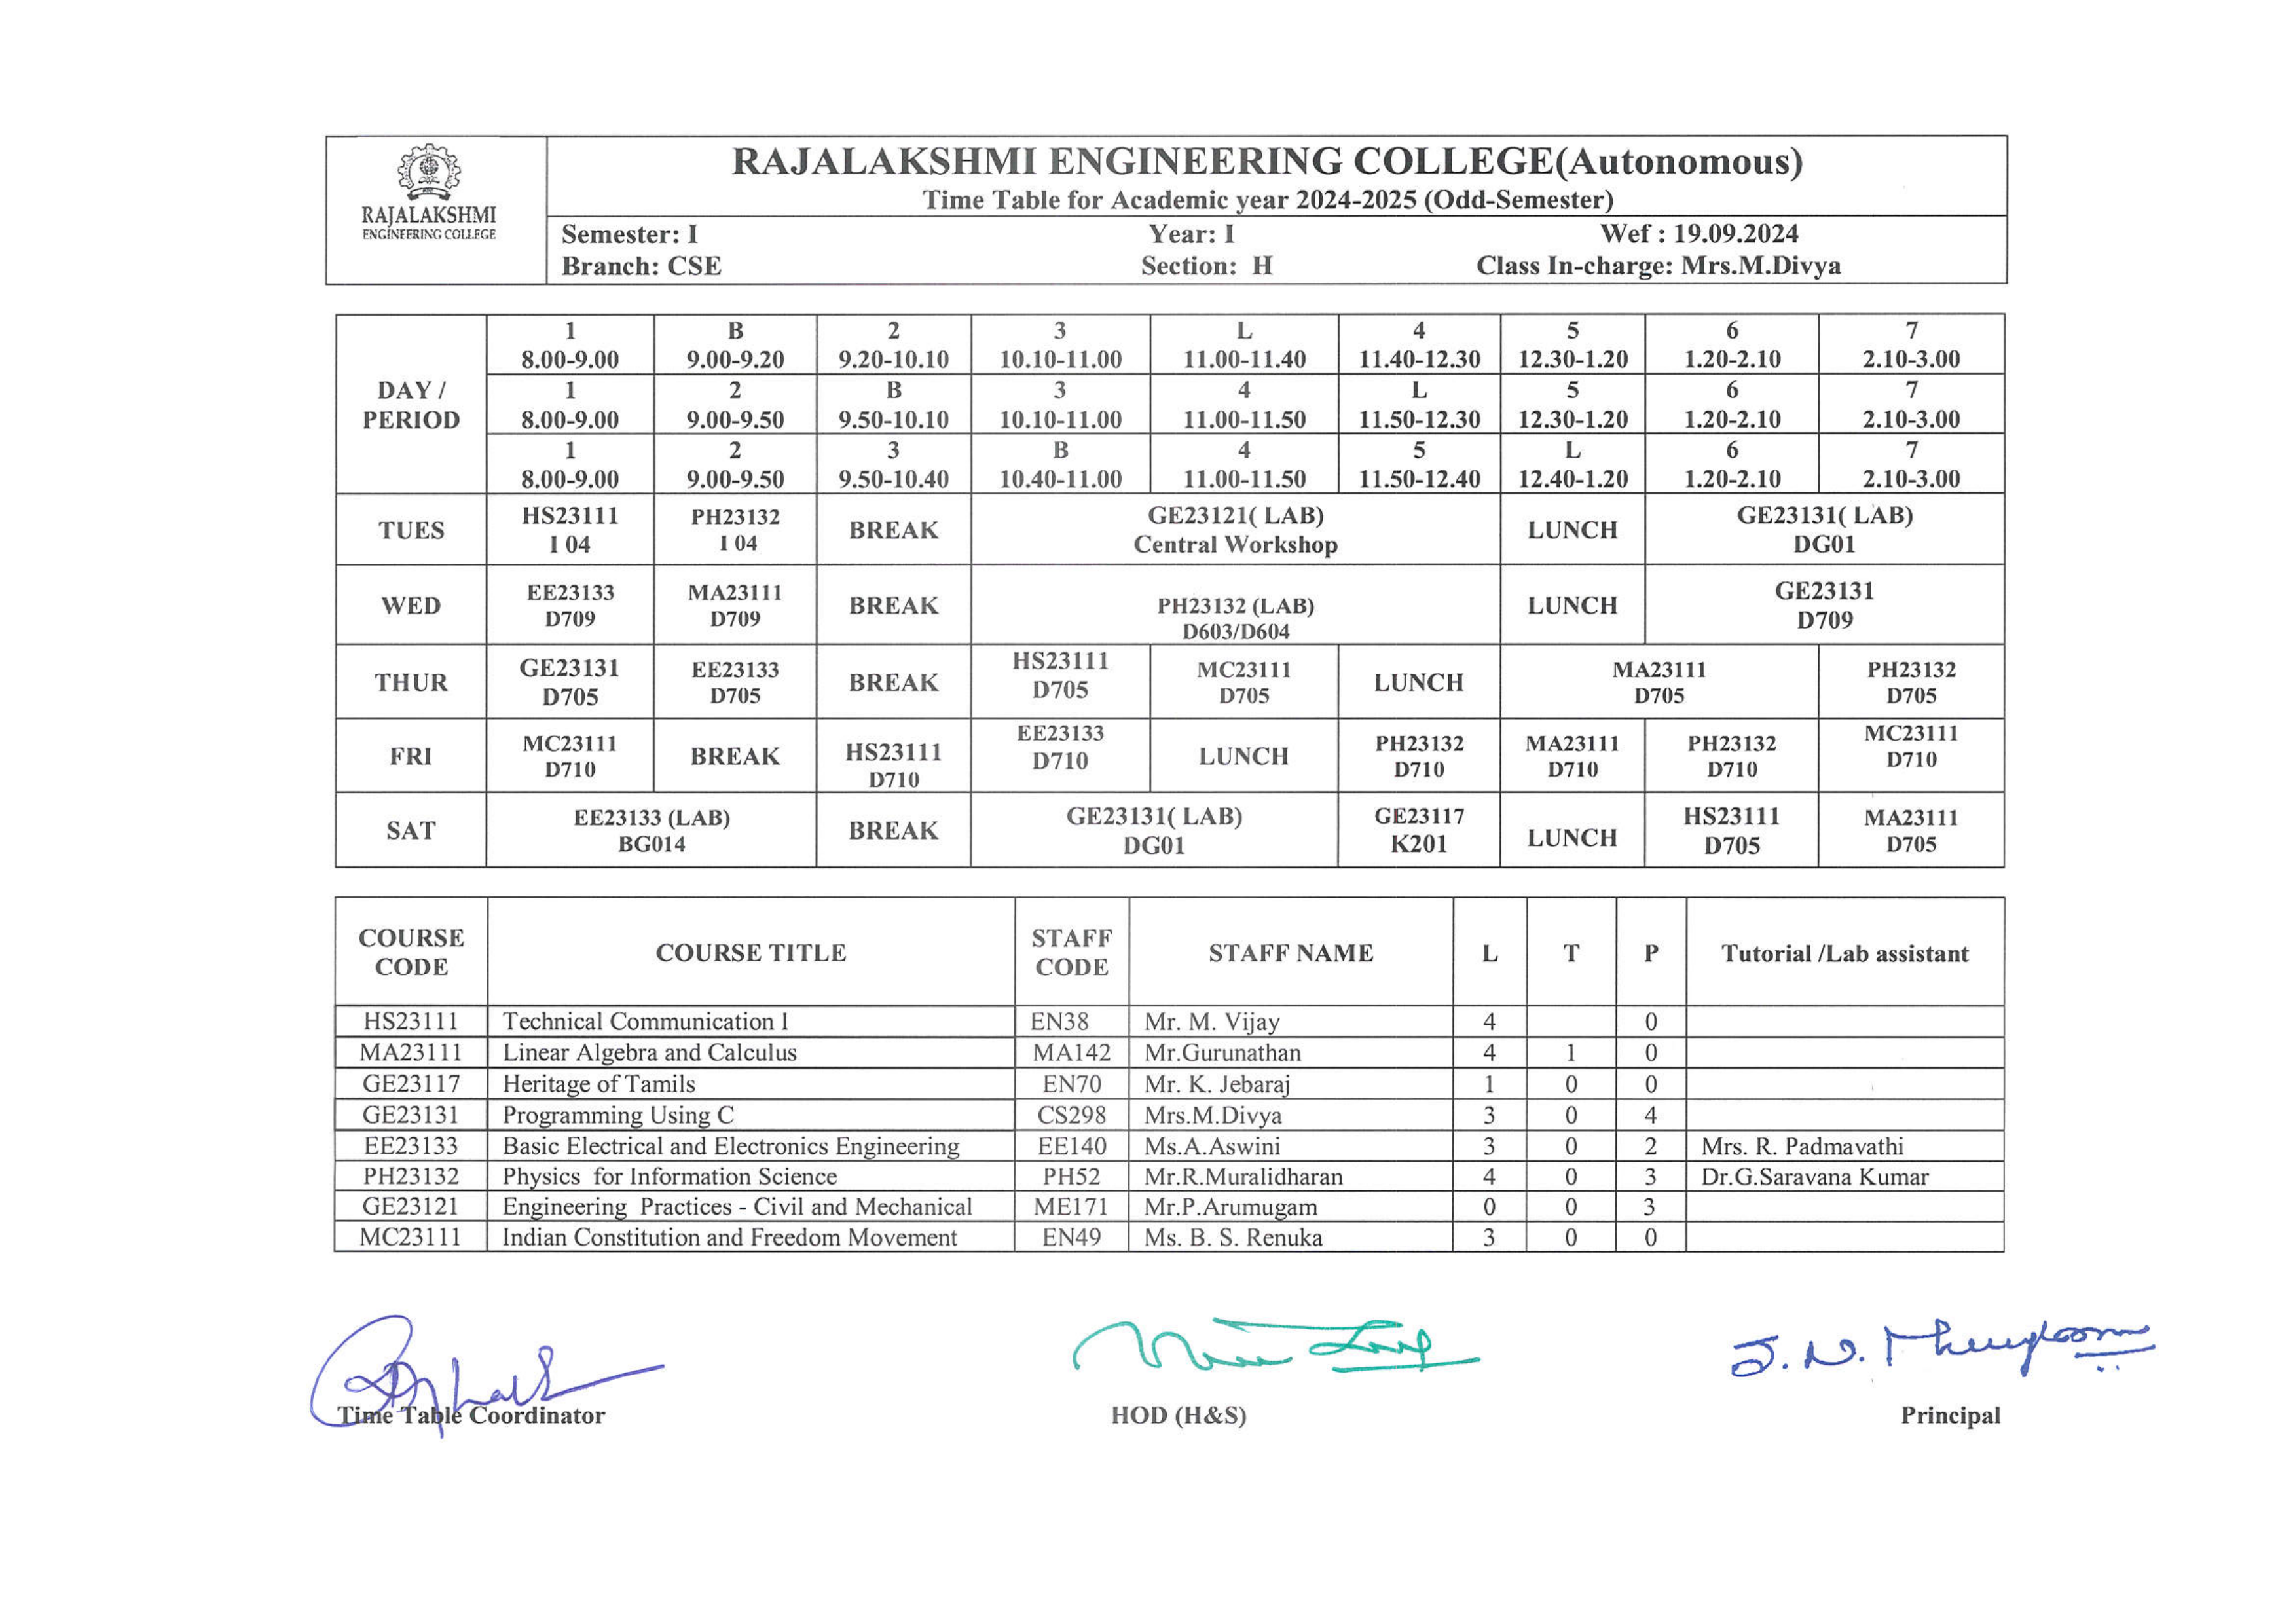 RAJALAKSHMI
ENGINEERING COLLEGE
RAJALAKSHMI ENGINEERING COLLEGE(Autonomous)
Time Table for Academic year 2024-2025 (Odd-Semester)
Semester: I Year: I Wef : 19.09.2024
Branch: CSE Section: H Class In-charge: Mrs.M.Divya
DAY / PERIOD
1 B 2 3 L 4 5 6 7
8.00-9.00 9.00-9.20 9.20-10.10 10.10-11.00 11.00-11.40 11.40-12.30 12.30-1.20 1.20-2.10 2.10-3.00
1 2 B 3 4 L 5 6 7
8.00-9.00 9.00-9.50 9.50-10.10 10.10-11.00 11.00-11.50 11.50-12.30 12.30-1.20 1.20-2.10 2.10-3.00
1 2 3 B 4 5 L 6 7
8.00-9.00 9.00-9.50 9.50-10.40 10.40-11.00 11.00-11.50 11.50-12.40 12.40-1.20 1.20-2.10 2.10-3.00
TUES HS23111 PH23132 BREAK GE23121( LAB) LUNCH GE23131( LAB)
I 04 I 04 Central Workshop DG01
WED EE23133 MA23111 BREAK PH23132 (LAB) LUNCH GE23131
D709 D709 D603/D604 D709
THUR GE23131 EE23133 BREAK HS23111 MC23111 LUNCH MA23111 PH23132
D705 D705 D705 D705 D705 D705
FRI MC23111 BREAK HS23111 EE23133 LUNCH PH23132 MA23111 PH23132 MC23111
D710 D710 D710 D710 D710 D710 D710
SAT EE23133 (LAB) BREAK GE23131( LAB) GE23117 LUNCH HS23111 MA23111
BG014 DG01 K201 D705 D705
COURSE CODE COURSE TITLE STAFF CODE STAFF NAME L T P Tutorial /Lab assistant
HS23111 Technical Communication I EN38 Mr. M. Vijay 4 0
MA23111 Linear Algebra and Calculus MA142 Mr.Gurunathan 4 1 0
GE23117 Heritage of Tamils EN70 Mr. K. Jebaraj 1 0 0
GE23131 Programming Using C CS298 Mrs.M.Divya 3 0 4
EE23133 Basic Electrical and Electronics Engineering EE140 Ms.A.Aswini 3 0 2 Mrs. R. Padmavathi
PH23132 Physics for Information Science PH52 Mr.R.Muralidharan 4 0 3 Dr.G.Saravana Kumar
GE23121 Engineering Practices - Civil and Mechanical ME171 Mr.P.Arumugam 0 0 3
MC23111 Indian Constitution and Freedom Movement EN49 Ms. B. S. Renuka 3 0 0
Time Table Coordinator HOD (H&S) Principal